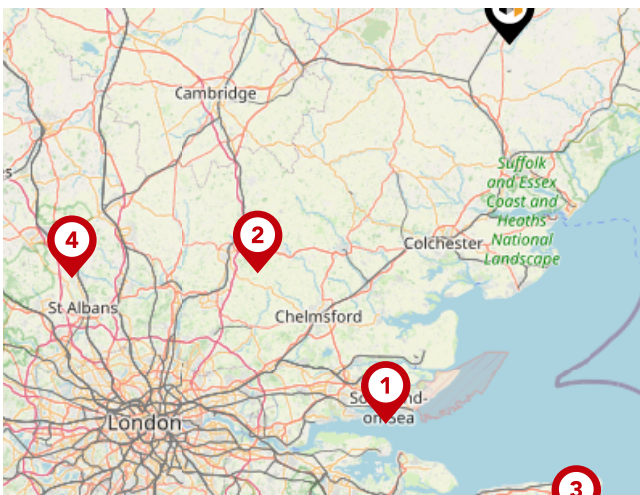 Cambridge
s
Suffolk
and Essex
Coast and
Heaths
National
Landscape
4
2
Colchester
St Albans
Chelmsford
1
on Sea
London
3